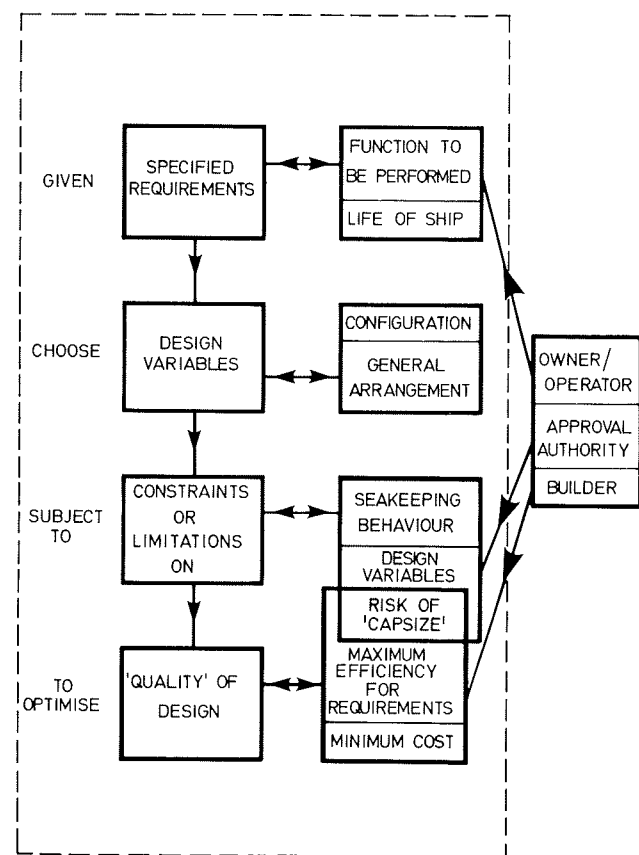 GIVEN
SPECIFIED
REQUIREMENTS
FUNCTION TO
BE PERFORMED
LIFE OF SHIP
CHOOSE
DESIGN
VARIABLES
CONFIGURATION
GENERAL
ARRANGEMENT
OWNER/
OPERATOR
APPROVAL
AUTHORITY
BUILDER
SUBJECT
TO
CONSTRAINTS
OR
LIMITATIONS
ON
SEAKEEPING
BEHAVIOUR
DESIGN
VARIABLES
RISK OF
'CAPSIZE'
TO
OPTIMISE
'QUALITY' OF
DESIGN
MAXIMUM
EFFICIENCY
FOR
REQUIREMENTS
MINIMUM COST